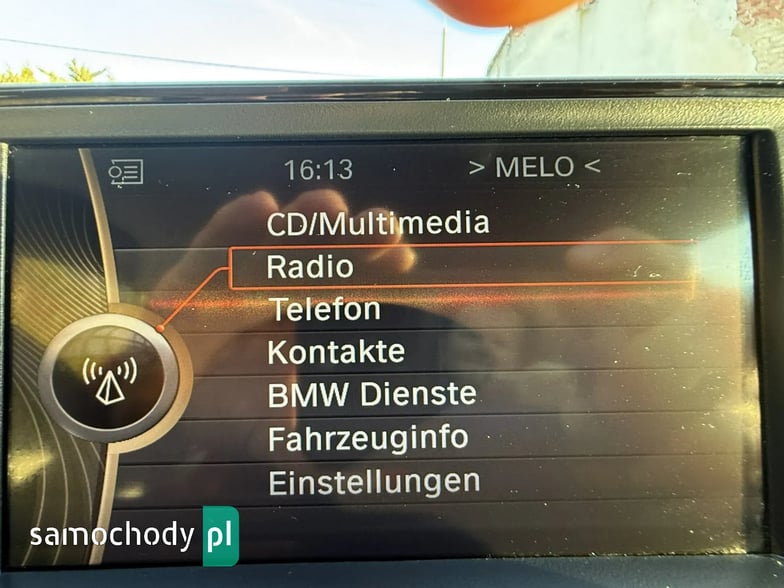 16:13 > MELO <
CD/Multimedia
Radio
Telefon
Kontakte
BMW Dienste
Fahrzeuginfo
Einstellungen
samochody pl